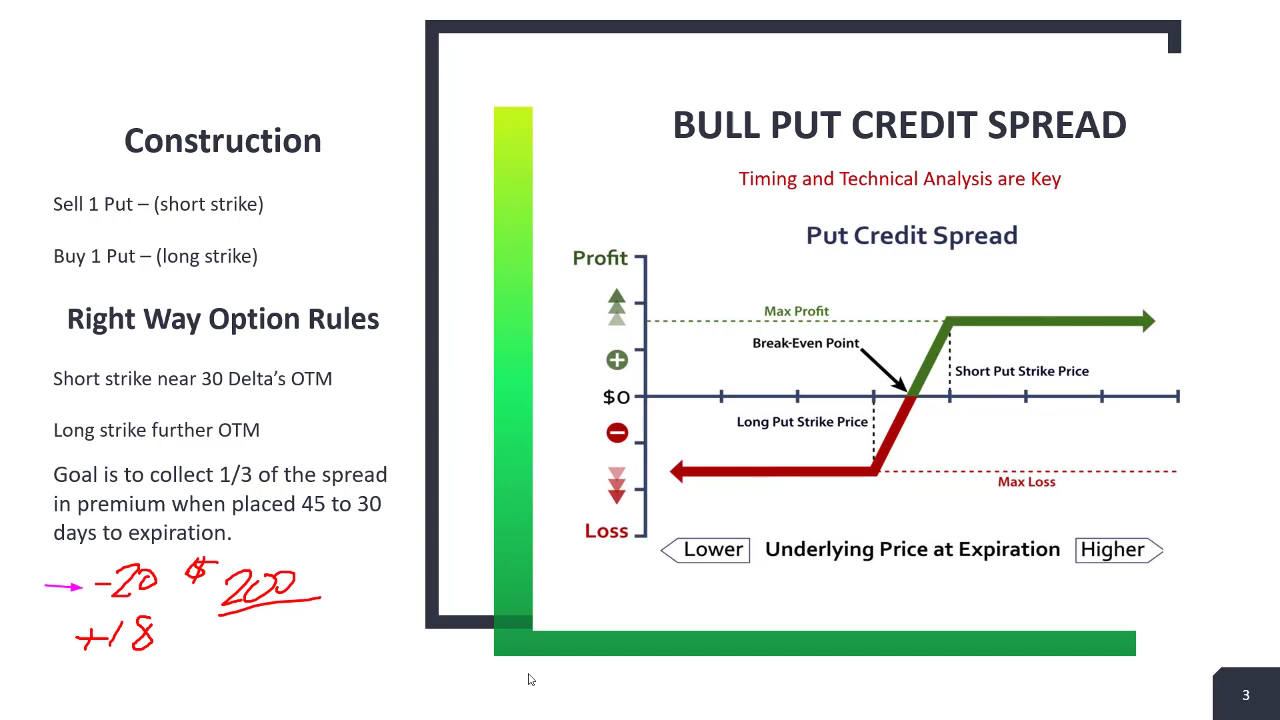 Construction
Sell 1 Put – (short strike)
Buy 1 Put – (long strike)
Right Way Option Rules
Short strike near 30 Delta's OTM
Long strike further OTM
Goal is to collect 1/3 of the spread
in premium when placed 45 to 30
days to expiration.
-20 $ 200
+18
BULL PUT CREDIT SPREAD
Timing and Technical Analysis are Key
Put Credit Spread
Profit
Max Profit
Break-Even Point
Short Put Strike Price
$0
Long Put Strike Price
Max Loss
Loss
Lower Underlying Price at Expiration Higher
3